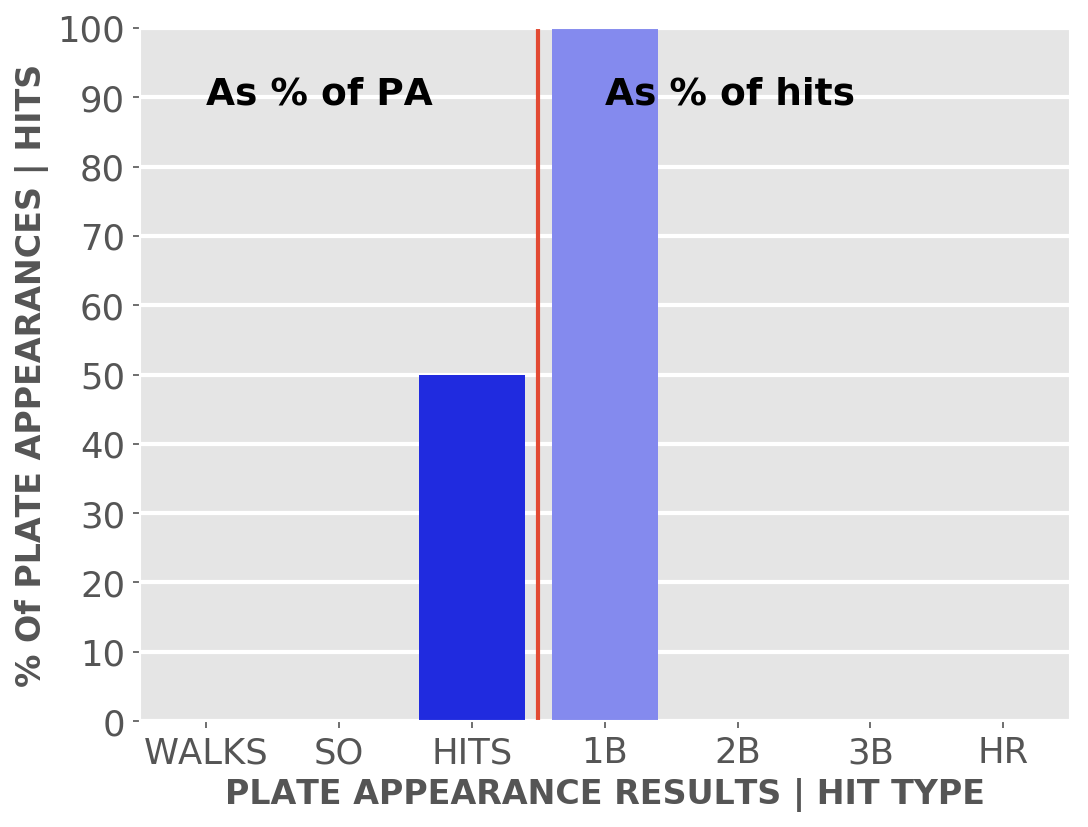 % Of PLATE APPEARANCES | HITS
100
90
80
70
60
50
40
30
20
10
0
As % of PA
As % of hits
WALKS SO HITS 1B 2B 3B HR
PLATE APPEARANCE RESULTS | HIT TYPE